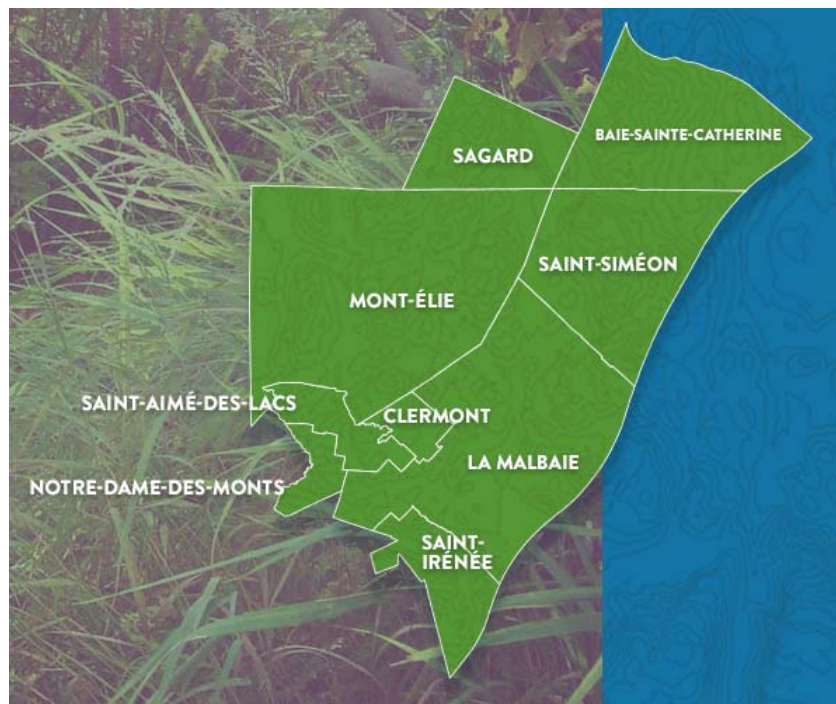 BAIE-SAINTE-CATHERINE
SAGARD
SAINT-SIMÉON
MONT-ÉLIE
SAINT-AIMÉ-DES-LACS
CLERMONT
LA MALBAIE
NOTRE-DAME-DES-MONTS
SAINT-
IRÉNÉE